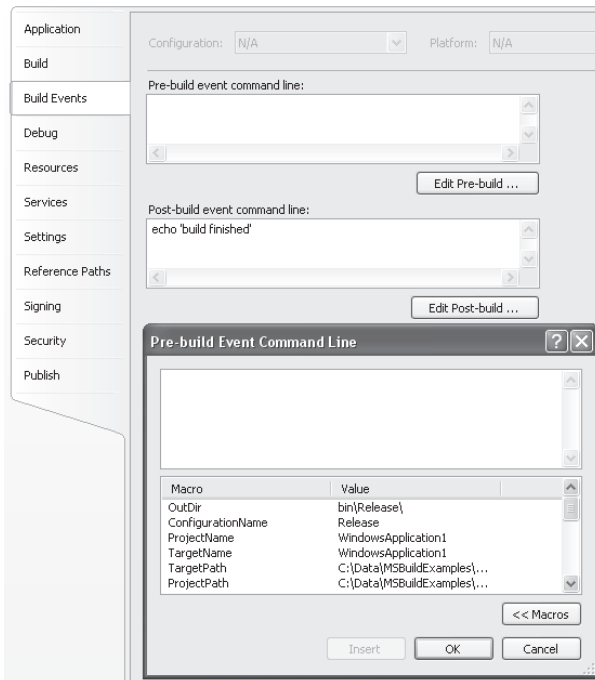 Application
Build
Build Events
Debug
Resources
Services
Settings
Reference Paths
Signing
Security
Publish
Configuration: N/A Platform: N/A
Pre-build event command line:
Edit Pre-build ...
Post-build event command line:
echo 'build finished'
Edit Post-build ...
Pre-build Event Command Line
Macro Value
OutDir bin\Release\
ConfigurationName Release
ProjectName WindowsApplication1
TargetName WindowsApplication1
TargetPath C:\Data\MSBuildExamples\...
ProjectPath C:\Data\MSBuildExamples\...
<< Macros
Insert OK Cancel